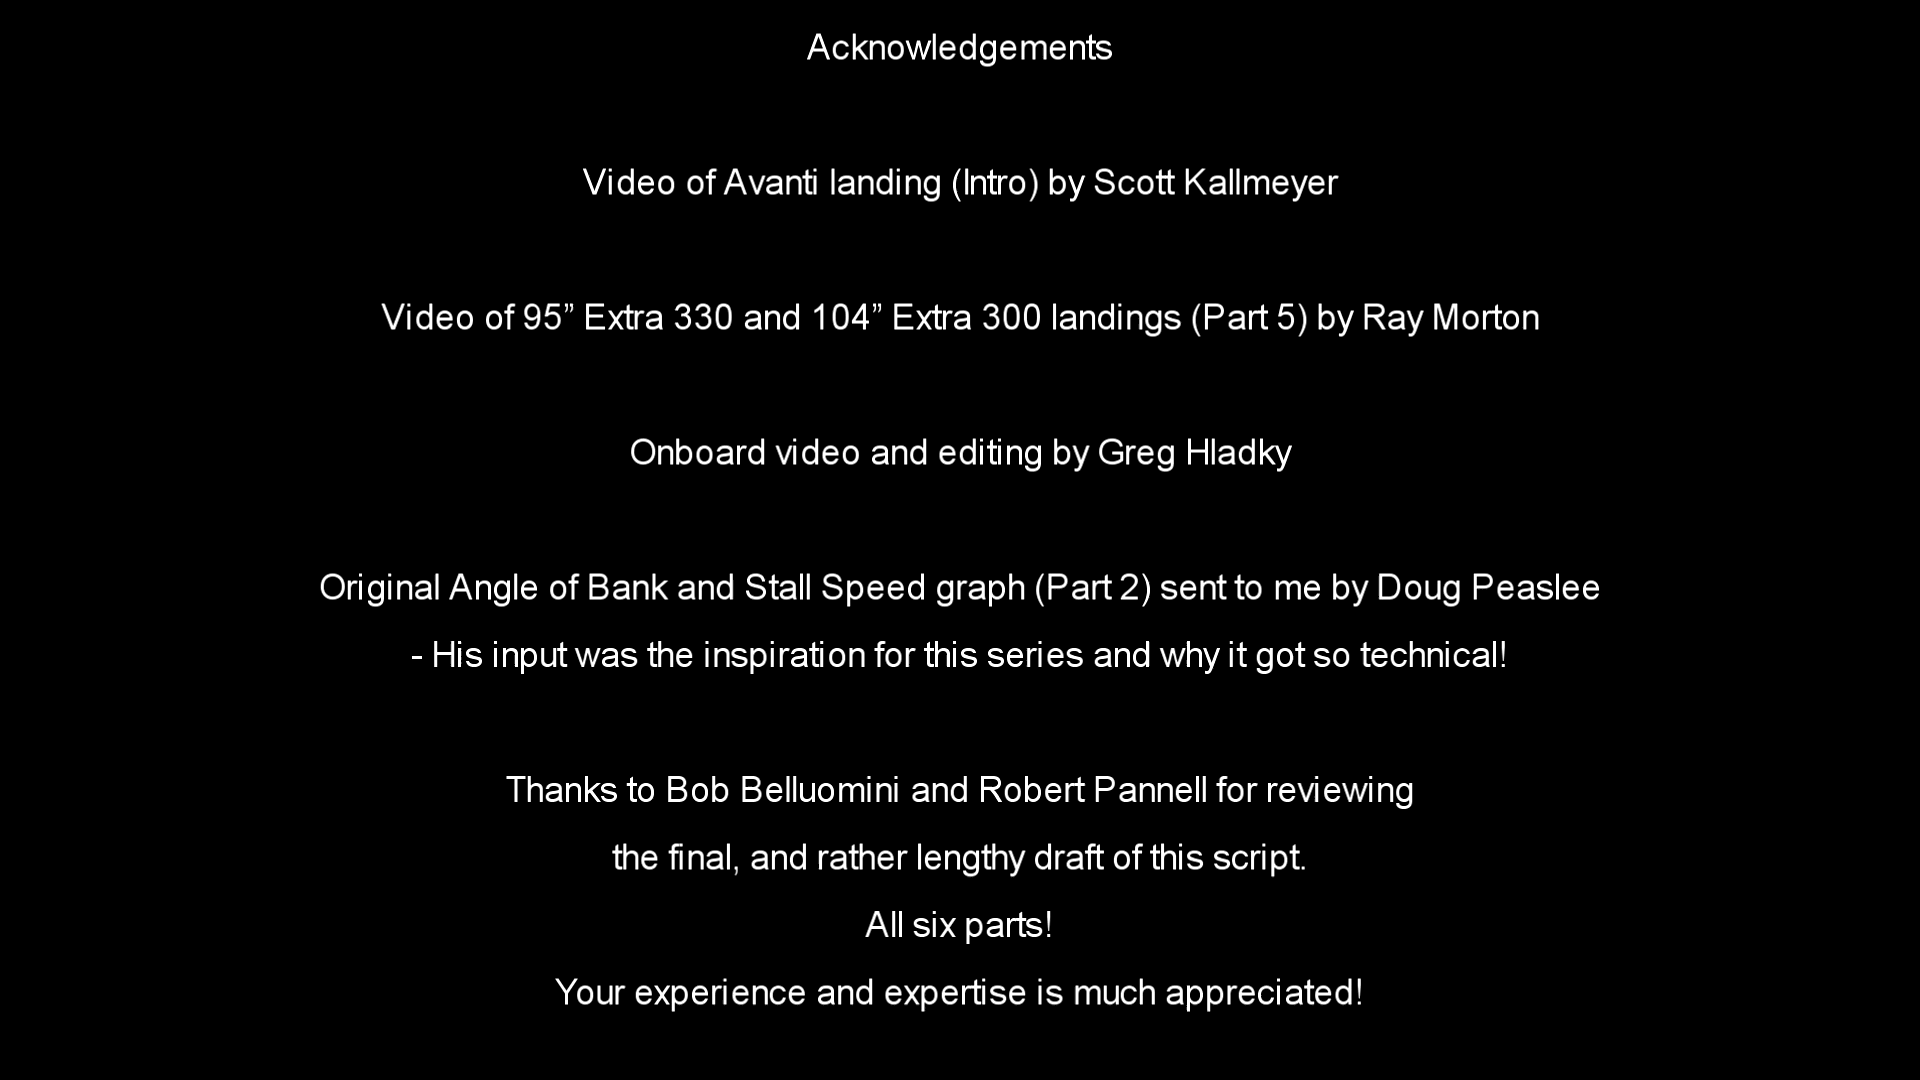 Acknowledgements
Video of Avanti landing (Intro) by Scott Kallmeyer
Video of 95” Extra 330 and 104” Extra 300 landings (Part 5) by Ray Morton
Onboard video and editing by Greg Hladky
Original Angle of Bank and Stall Speed graph (Part 2) sent to me by Doug Peaslee
- His input was the inspiration for this series and why it got so technical!
Thanks to Bob Belluomini and Robert Pannell for reviewing
the final, and rather lengthy draft of this script.
All six parts!
Your experience and expertise is much appreciated!